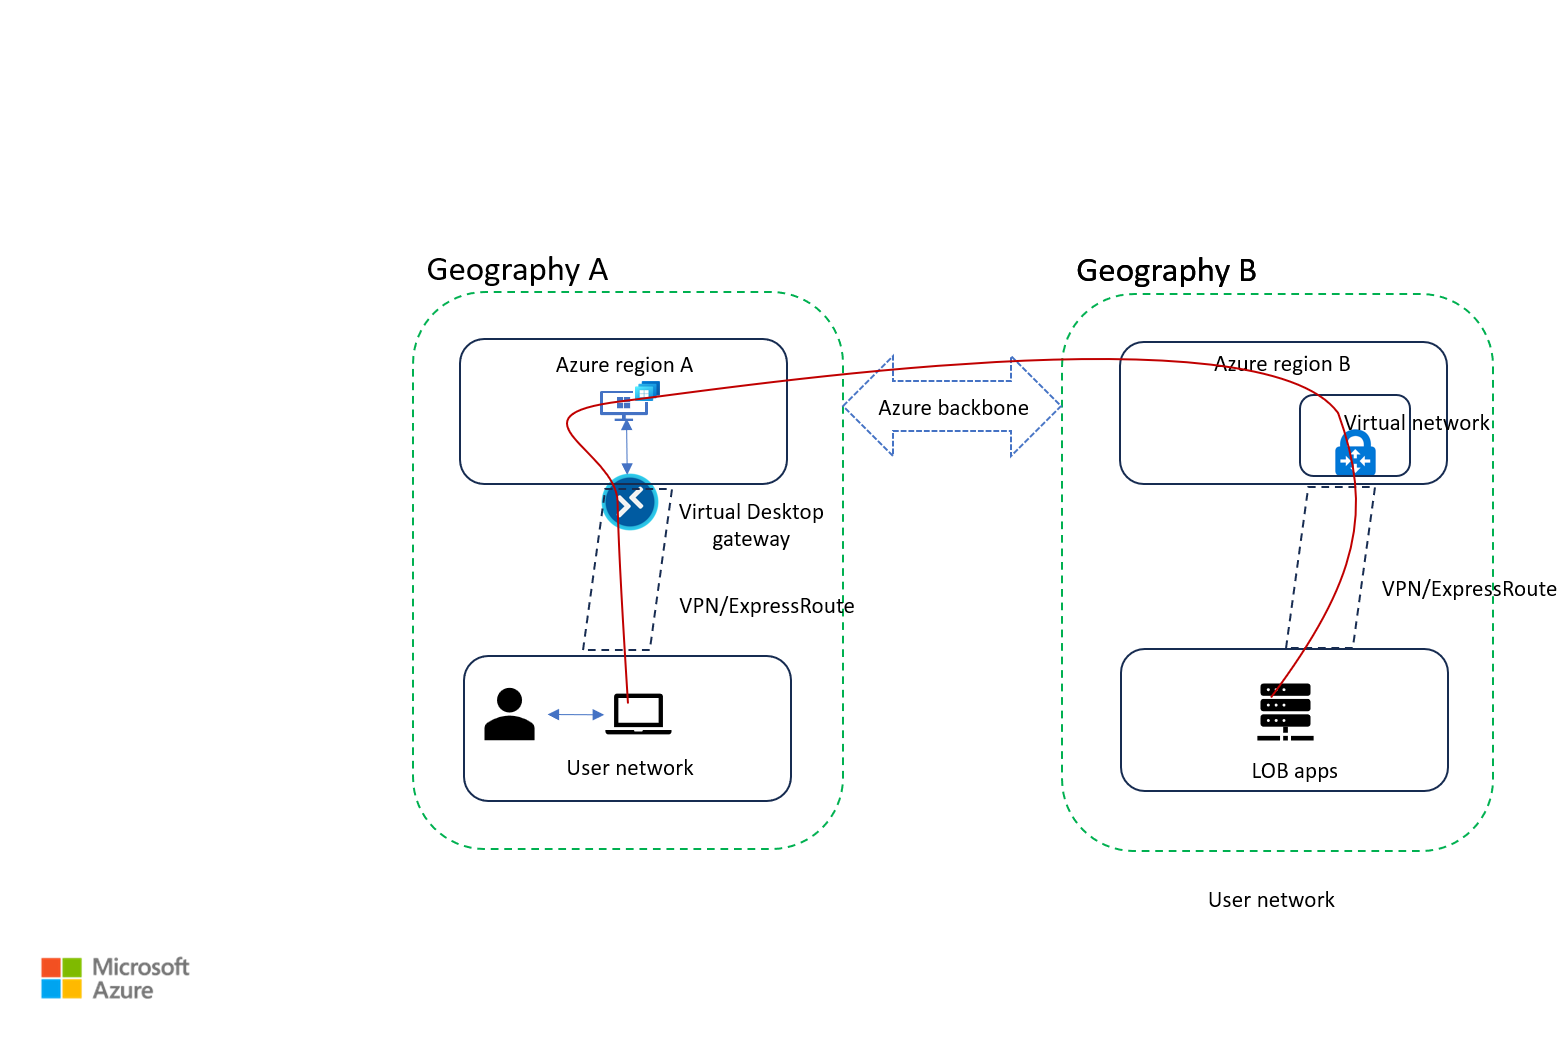 Geography A
Geography B
Azure region A
Azure region B
Azure backbone
Virtual network
Virtual Desktop
gateway
VPN/ExpressRoute
VPN/ExpressRoute
User network
LOB apps
User network
Microsoft
Azure